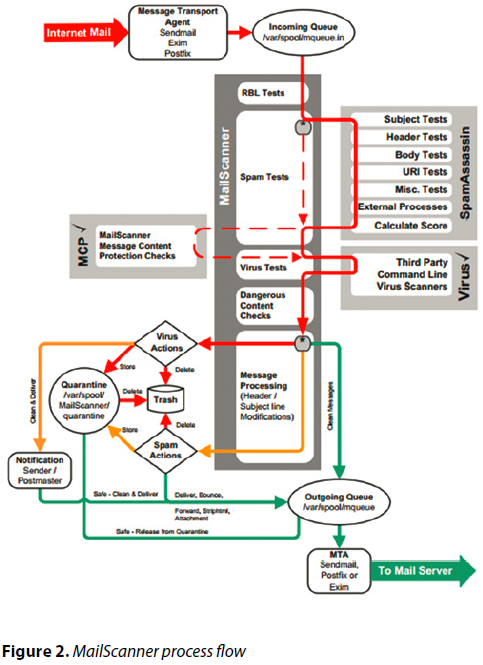 Internet Mail
Message Transport
Agent
Sendmail
Exim
Postfix
Incoming Queue
/var/spool/mqueue.in
MailScanner
RBL Tests
*
Spam Tests
Virus Tests
Dangerous
Content
Checks
*
Message
Processing
(Header /
Subject line
Modifications)
Subject Tests
Header Tests
Body Tests
URI Tests
Misc. Tests
External Processes
Calculate Score
SpamAssassin
MCP
MailScanner
Message Content
Protection Checks
Third Party
Command Line
Virus Scanners
Virus
Virus
Actions
Store
Delete
Clean & Deliver
Quarantine
/var/spool/
MailScanner/
quarantine
Delete
Trash
Store
Delete
Spam
Actions
Clean Messages
Notification
Sender /
Postmaster
Safe - Clean & Deliver
Deliver, Bounce,
Forward, Striphtml,
Attachment
Safe - Release from Quarantine
Outgoing Queue
/var/spool/mqueue
MTA
Sendmail,
Postfix or
Exim
To Mail Server
Figure 2. MailScanner process flow